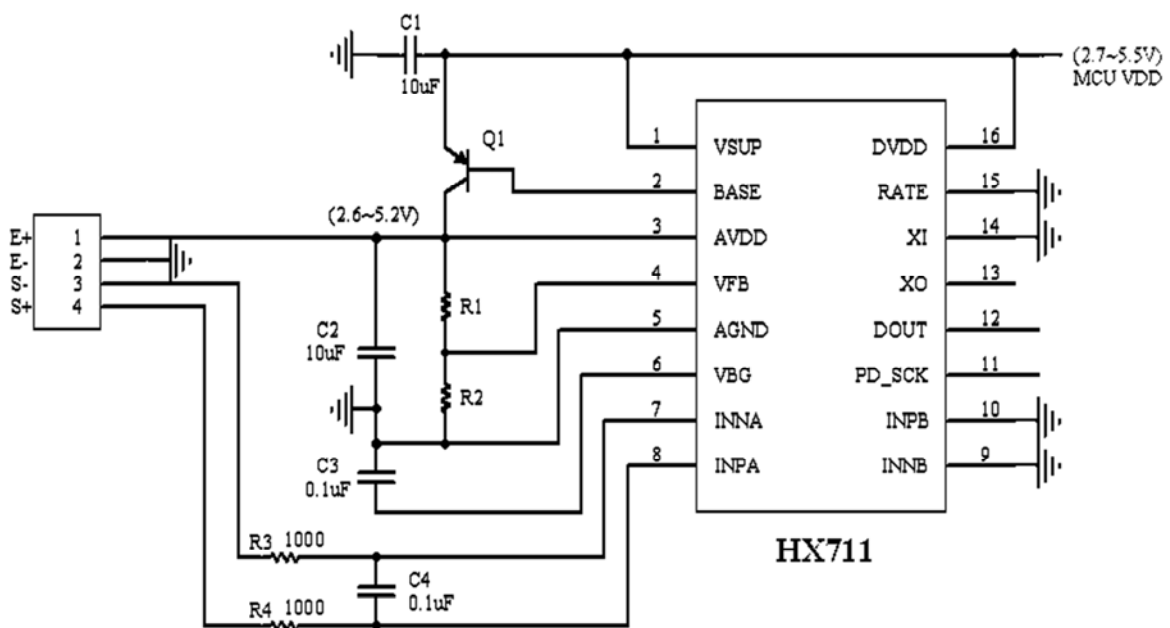 C1
10uF
(2.7~5.5V)
MCU VDD
Q1
(2.6~5.2V)
E+ 1
E- 2
S- 3
S+ 4
C2
10uF
R1
R2
C3
0.1uF
R3 1000
C4
0.1uF
R4 1000
1 VSUP DVDD 16
2 BASE RATE 15
3 AVDD XI 14
4 VFB XO 13
5 AGND DOUT 12
6 VBG PD_SCK 11
7 INNA INPB 10
8 INPA INNB 9
HX711